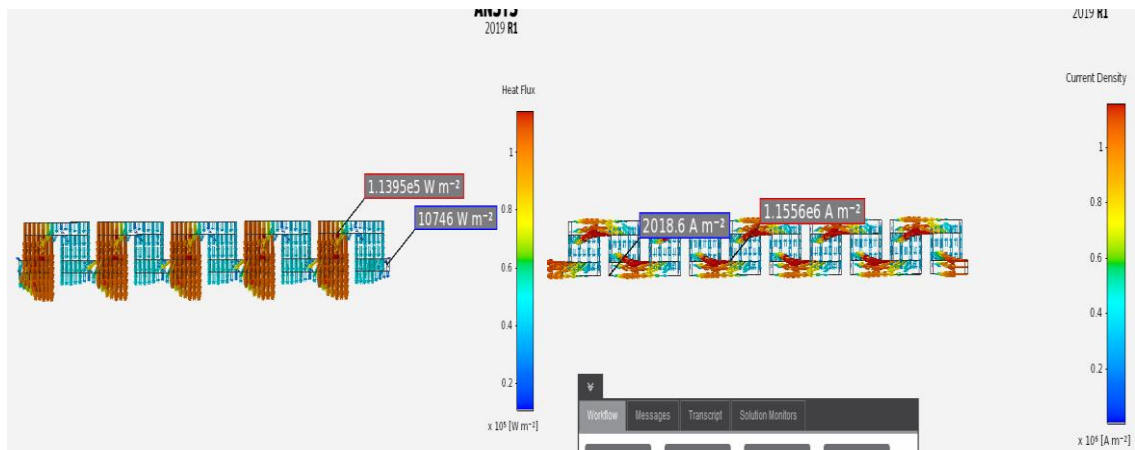 ANSYS
2019 R1
Heat Flux
1
0.8
0.6
0.4
0.2
x 10⁵ [W m⁻²]
1.1395e5 W m⁻²
10746 W m⁻²
2019 R1
Current Density
1
0.8
0.6
0.4
0.2
x 10⁶ [A m⁻²]
2018.6 A m⁻²
1.1556e6 A m⁻²
Workflow
Messages
Transcript
Solution Monitors